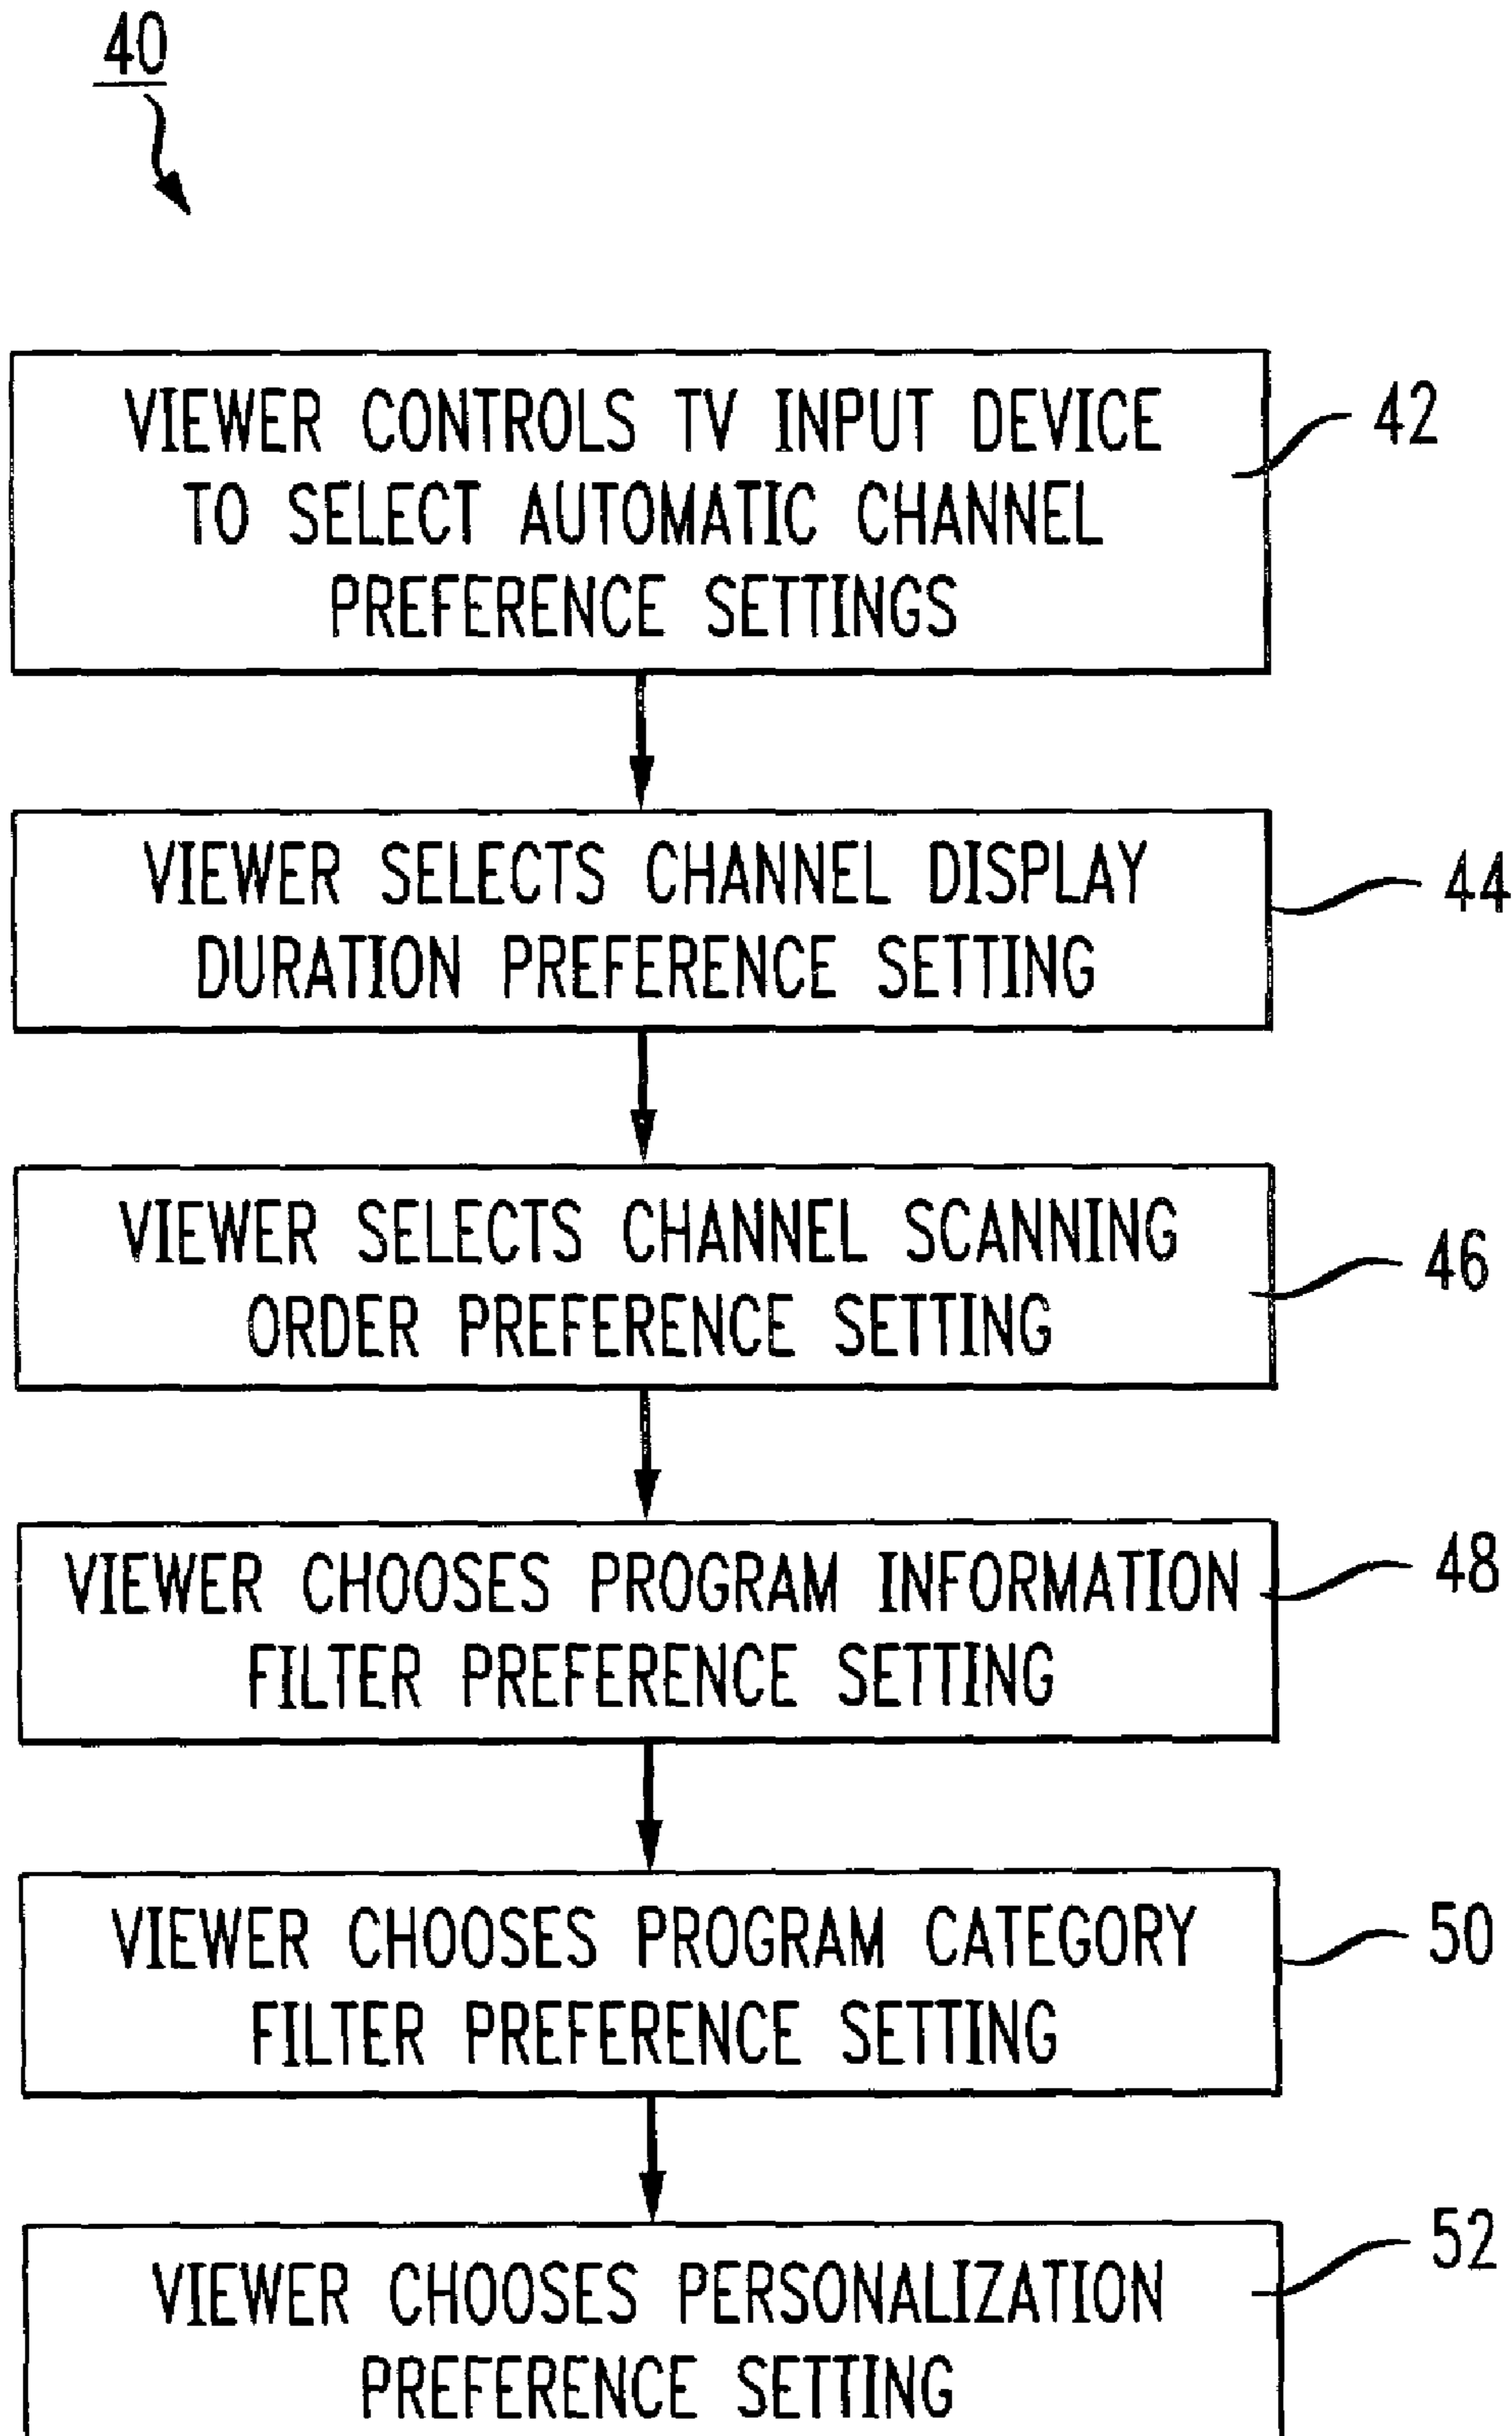 40
VIEWER CONTROLS TV INPUT DEVICE
TO SELECT AUTOMATIC CHANNEL
PREFERENCE SETTINGS
42
VIEWER SELECTS CHANNEL DISPLAY
DURATION PREFERENCE SETTING
44
VIEWER SELECTS CHANNEL SCANNING
ORDER PREFERENCE SETTING
46
VIEWER CHOOSES PROGRAM INFORMATION
FILTER PREFERENCE SETTING
48
VIEWER CHOOSES PROGRAM CATEGORY
FILTER PREFERENCE SETTING
50
VIEWER CHOOSES PERSONALIZATION
PREFERENCE SETTING
52